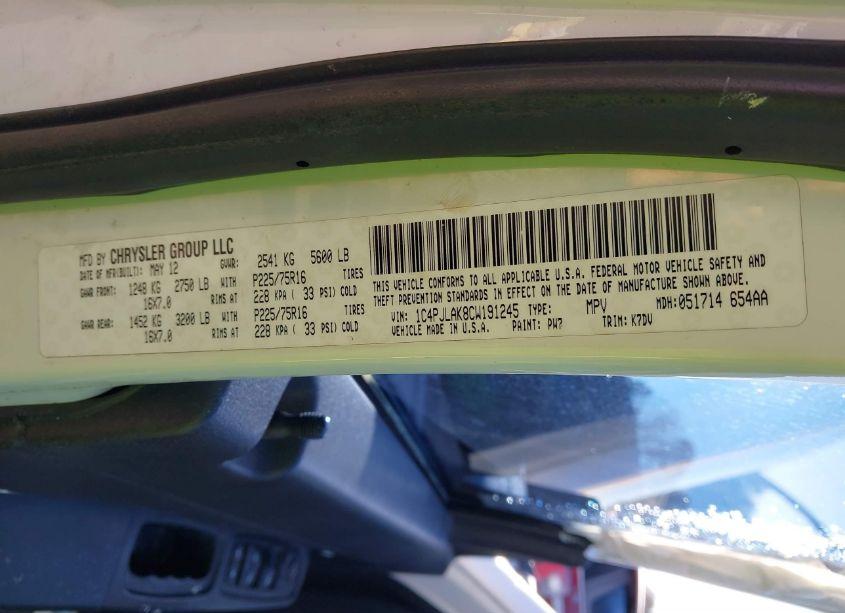 MFD BY CHRYSLER GROUP LLC
DATE OF MFR(BUILT): MAY 12 GVWR: 2541 KG 5600 LB
GAWR FRONT: 1248 KG 2750 LB WITH P225/75R16 TIRES
16X7.0 RIMS AT 228 KPA ( 33 PSI) COLD
GAWR REAR: 1452 KG 3200 LB WITH P225/75R16 TIRES
16X7.0 RIMS AT 228 KPA ( 33 PSI) COLD
THIS VEHICLE CONFORMS TO ALL APPLICABLE U.S.A. FEDERAL MOTOR VEHICLE SAFETY AND
THEFT PREVENTION STANDARDS IN EFFECT ON THE DATE OF MANUFACTURE SHOWN ABOVE.
VIN: 1C4PJLAK8CW191245 TYPE: MPV MDH: 051714 654AA
VEHICLE MADE IN U.S.A. PAINT: PW7 TRIM: K7DV